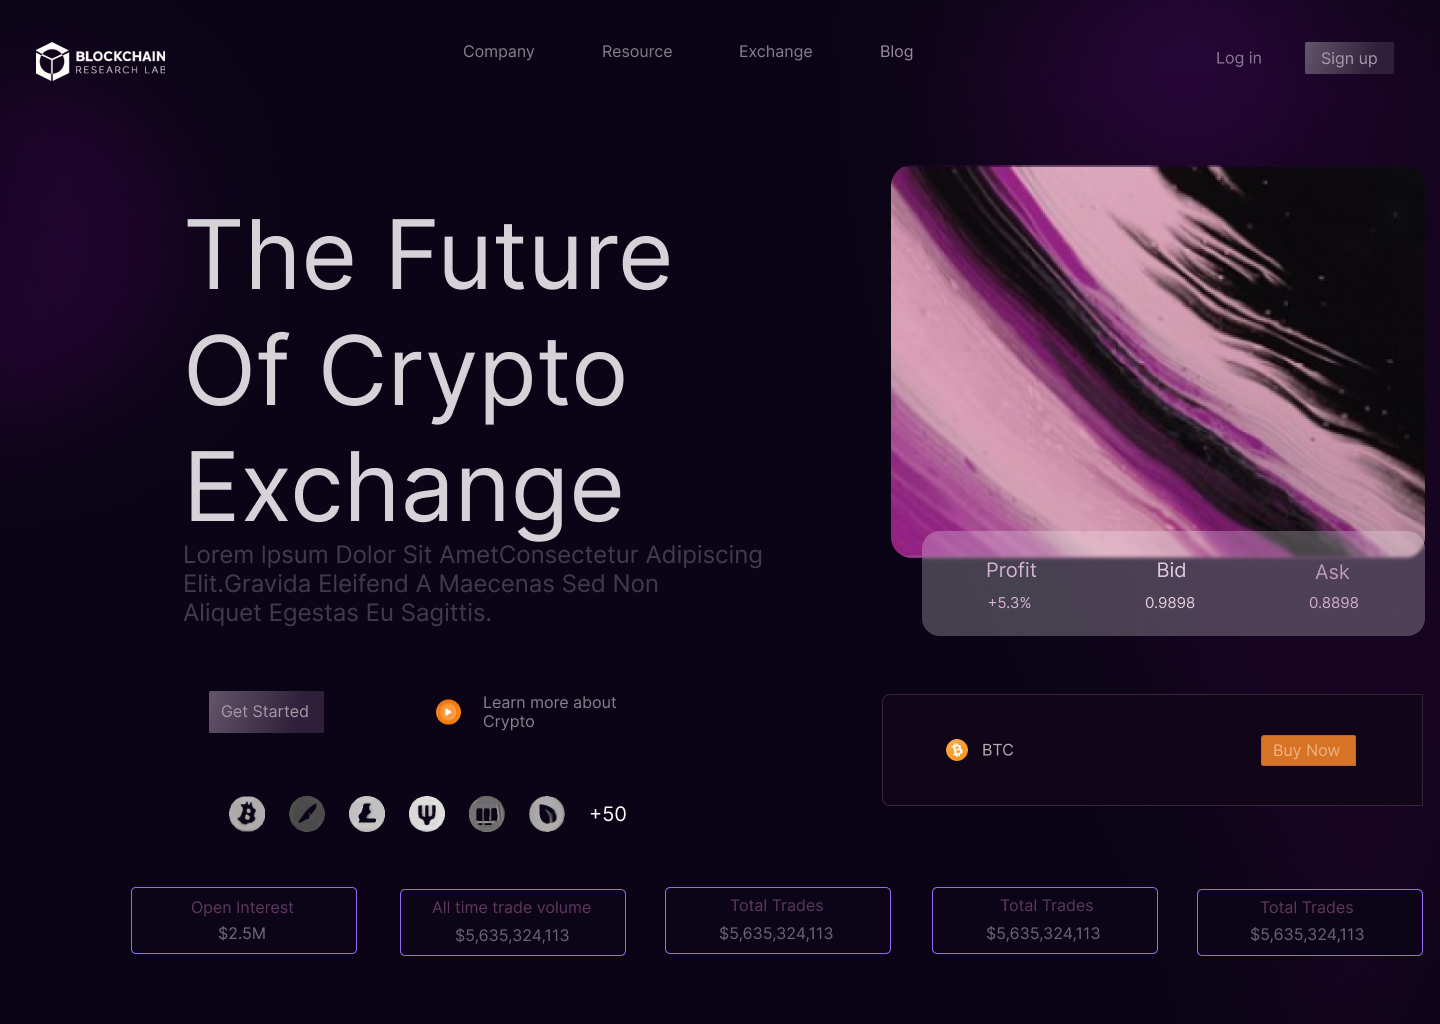 BLOCKCHAIN
RESEARCH LAB
Company
Resource
Exchange
Blog
Log in
Sign up
The Future
Of Crypto
Exchange
Lorem Ipsum Dolor Sit AmetConsectetur Adipiscing
Elit.Gravida Eleifend A Maecenas Sed Non
Aliquet Egestas Eu Sagittis.
Profit
Bid
Ask
+5.3%
0.9898
0.8898
Get Started
Learn more about
Crypto
BTC
Buy Now
+50
Open Interest
$2.5M
All time trade volume
$5,635,324,113
Total Trades
$5,635,324,113
Total Trades
$5,635,324,113
Total Trades
$5,635,324,113